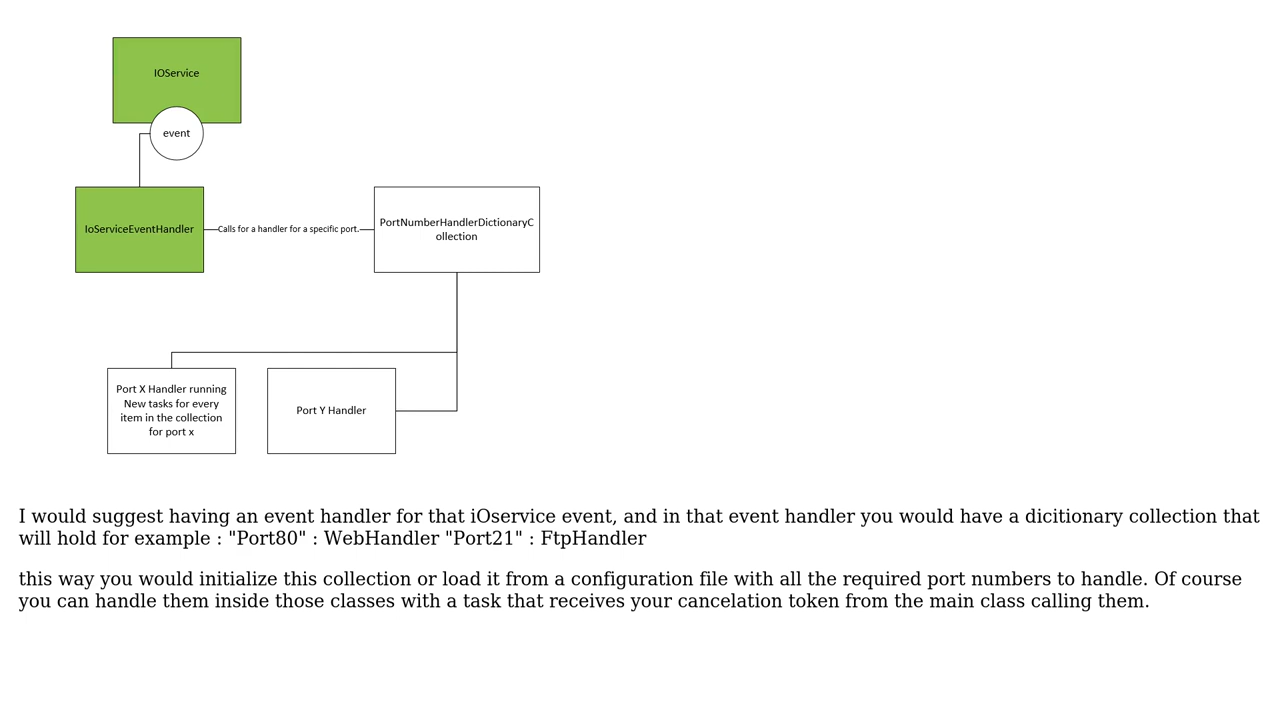 IOService
event
IoServiceEventHandler
Calls for a handler for a specific port.
PortNumberHandlerDictionaryC
ollection
Port X Handler running
New tasks for every
item in the collection
for port x
Port Y Handler
I would suggest having an event handler for that iOservice event, and in that event handler you would have a dicitionary collection that
will hold for example : "Port80" : WebHandler "Port21" : FtpHandler
this way you would initialize this collection or load it from a configuration file with all the required port numbers to handle. Of course
you can handle them inside those classes with a task that receives your cancelation token from the main class calling them.